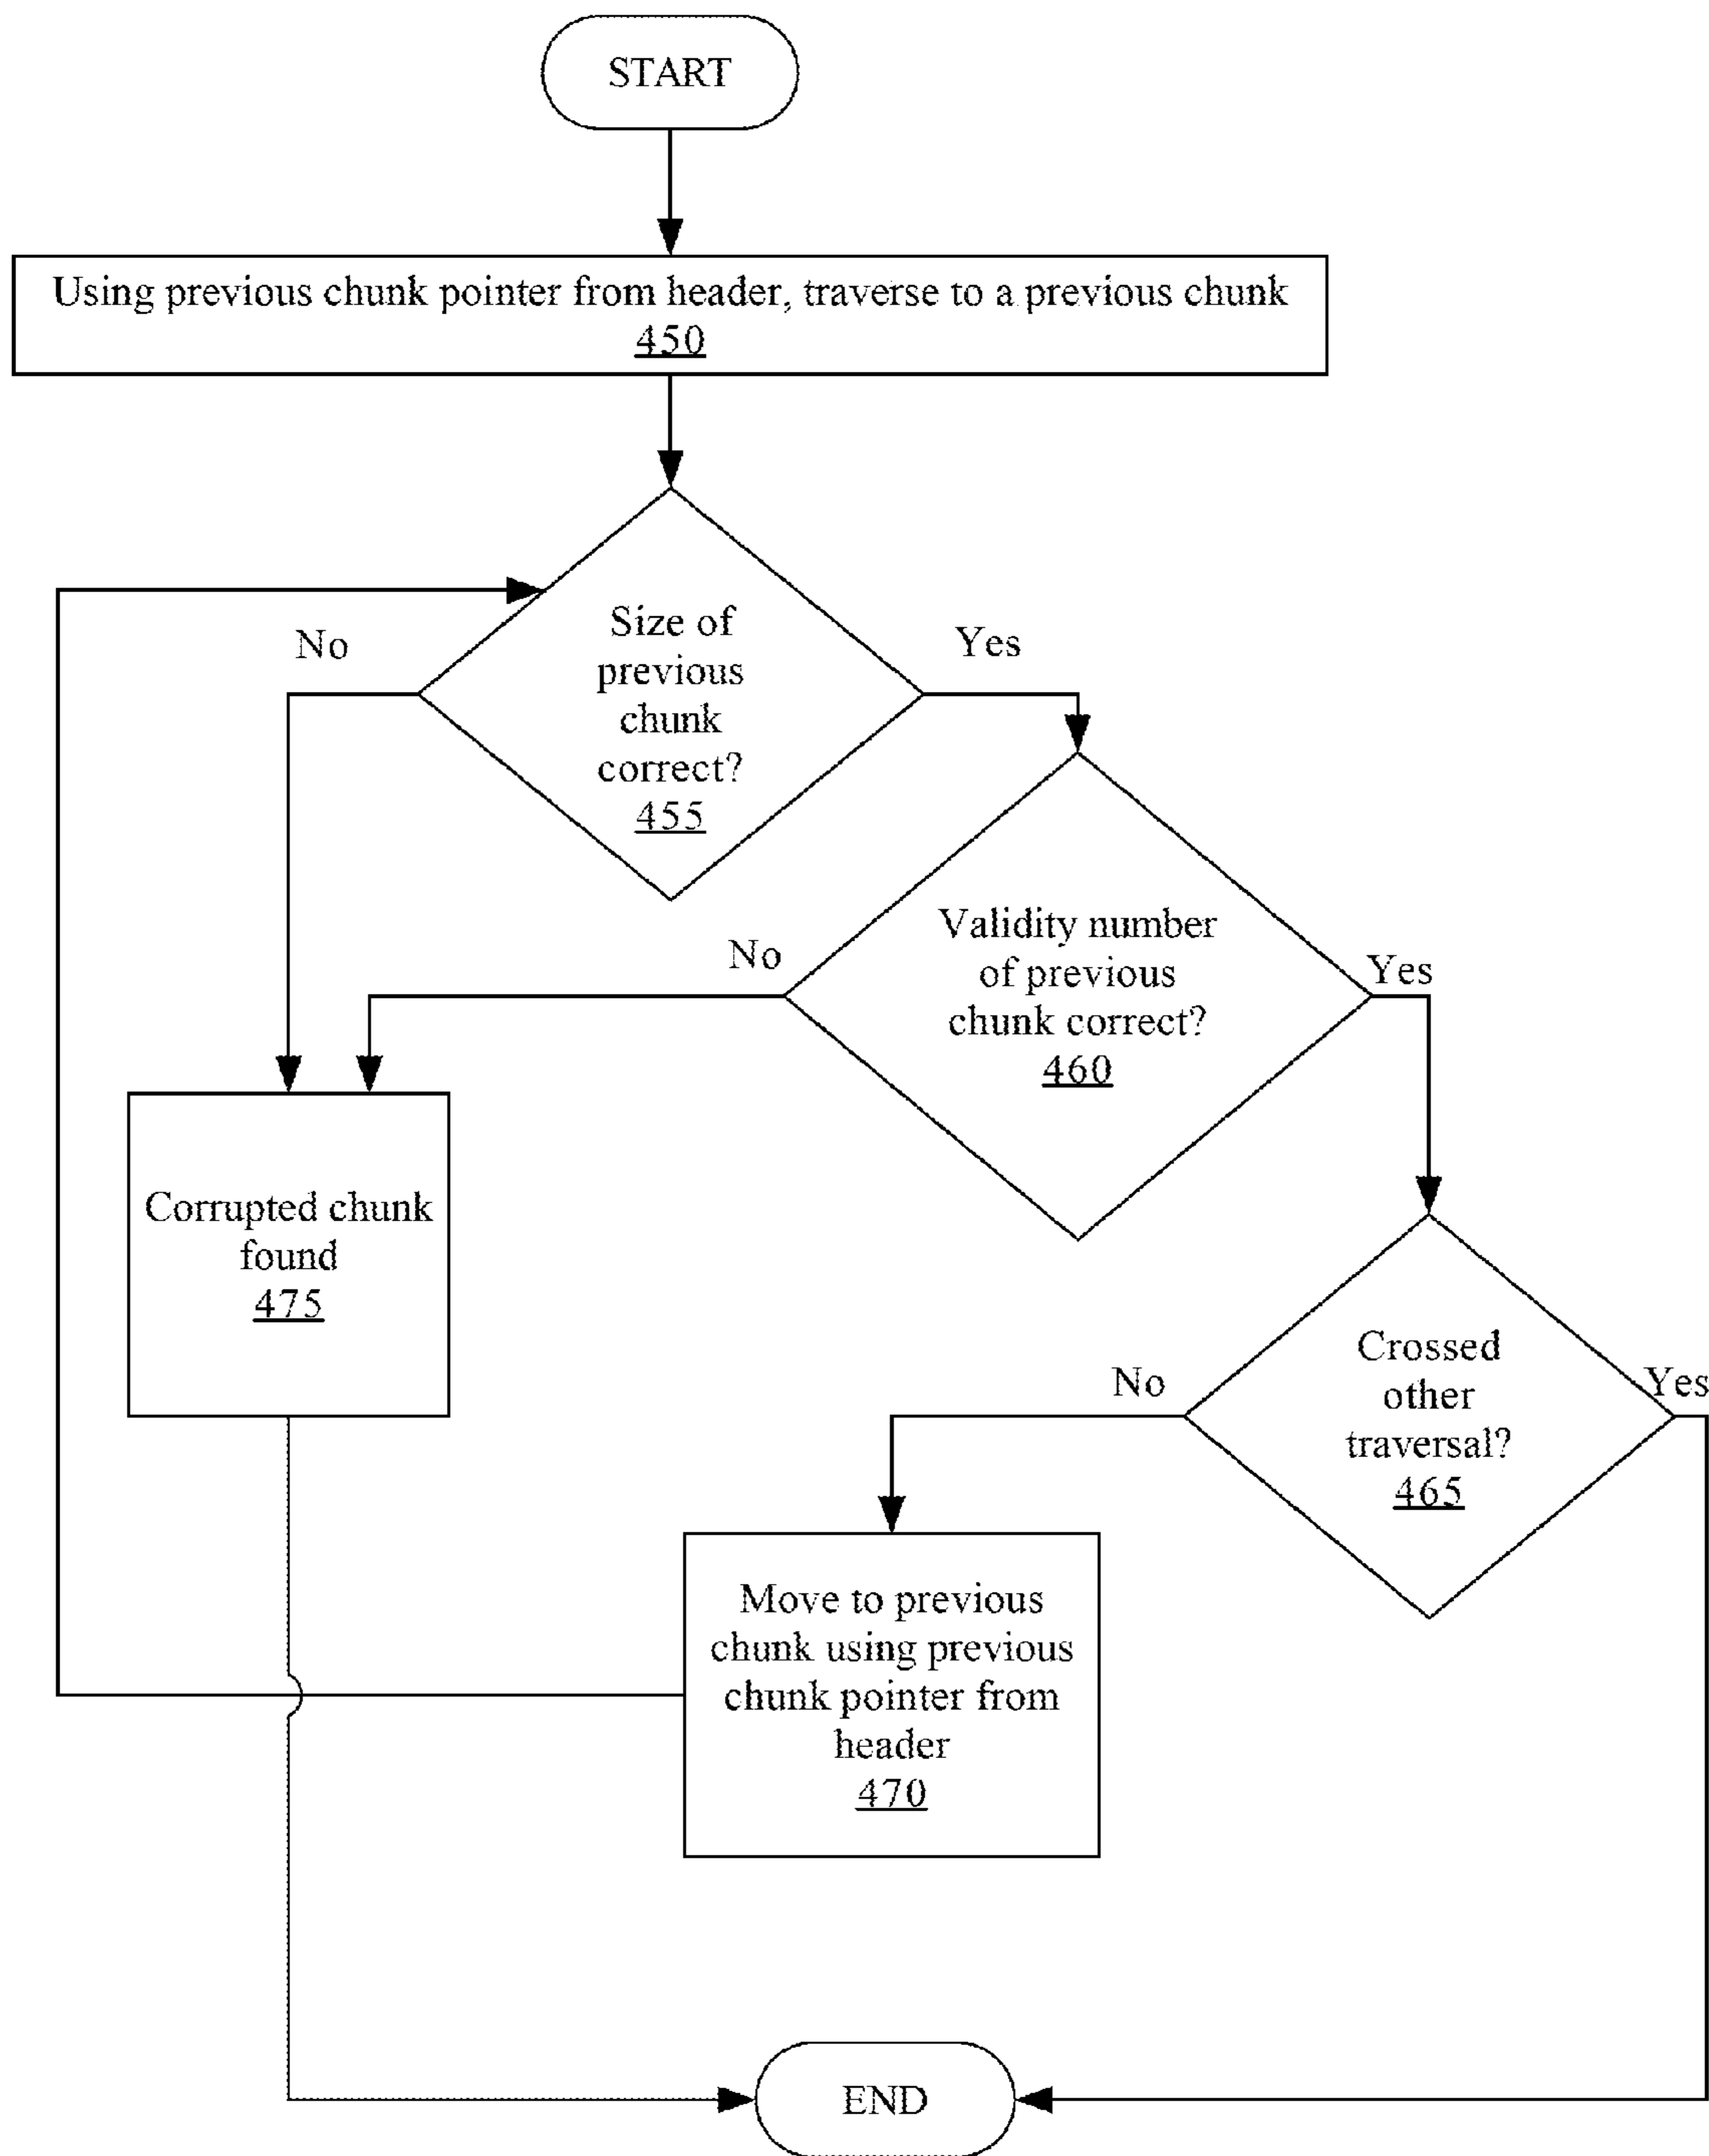 START
Using previous chunk pointer from header, traverse to a previous chunk
450
No
Size of
previous
chunk
correct?
455
Yes
No
Validity number
of previous
chunk correct?
460
Yes
Corrupted chunk
found
475
No
Crossed
other
traversal?
465
Yes
Move to previous
chunk using previous
chunk pointer from
header
470
END